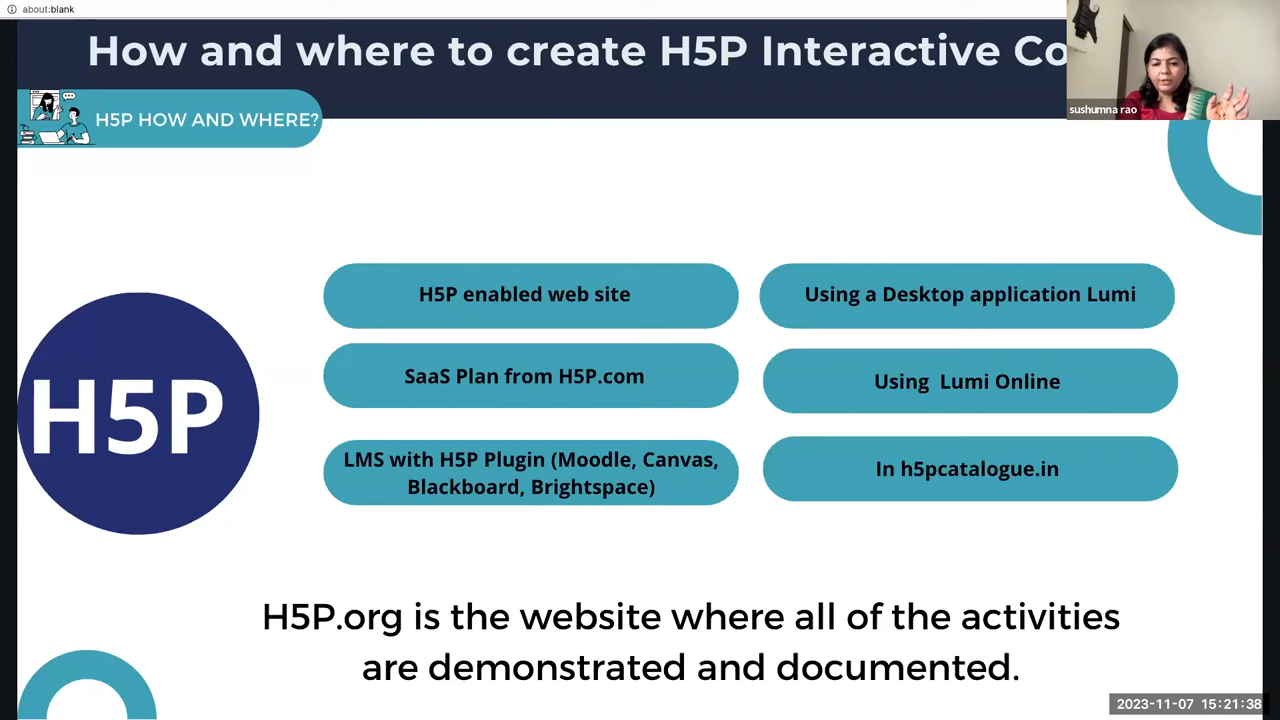 about:blank
How and where to create H5P Interactive Co
sushumna rao
H5P HOW AND WHERE?
H5P enabled web site
Using a Desktop application Lumi
SaaS Plan from H5P.com
Using Lumi Online
LMS with H5P Plugin (Moodle, Canvas,
Blackboard, Brightspace)
In h5pcatalogue.in
H5P
H5P.org is the website where all of the activities
are demonstrated and documented.
2023-11-07 15:21:38